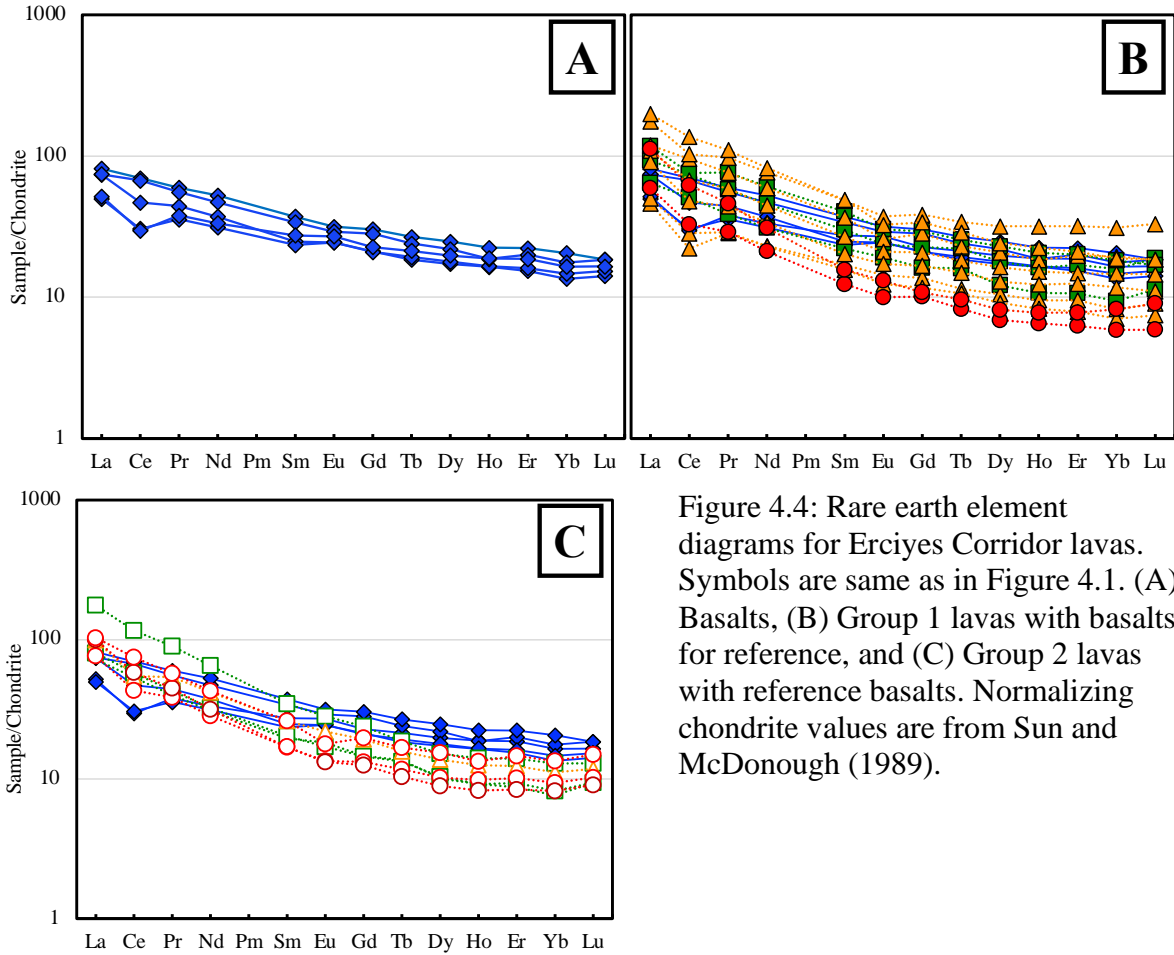 1000
100
10
1
Sample/Chondrite
A
La Ce Pr Nd Pm Sm Eu Gd Tb Dy Ho Er Yb Lu
B
La Ce Pr Nd Pm Sm Eu Gd Tb Dy Ho Er Yb Lu
1000
100
10
1
Sample/Chondrite
C
La Ce Pr Nd Pm Sm Eu Gd Tb Dy Ho Er Yb Lu
Figure 4.4: Rare earth element
diagrams for Erciyes Corridor lavas.
Symbols are same as in Figure 4.1. (A)
Basalts, (B) Group 1 lavas with basalts
for reference, and (C) Group 2 lavas
with reference basalts. Normalizing
chondrite values are from Sun and
McDonough (1989).